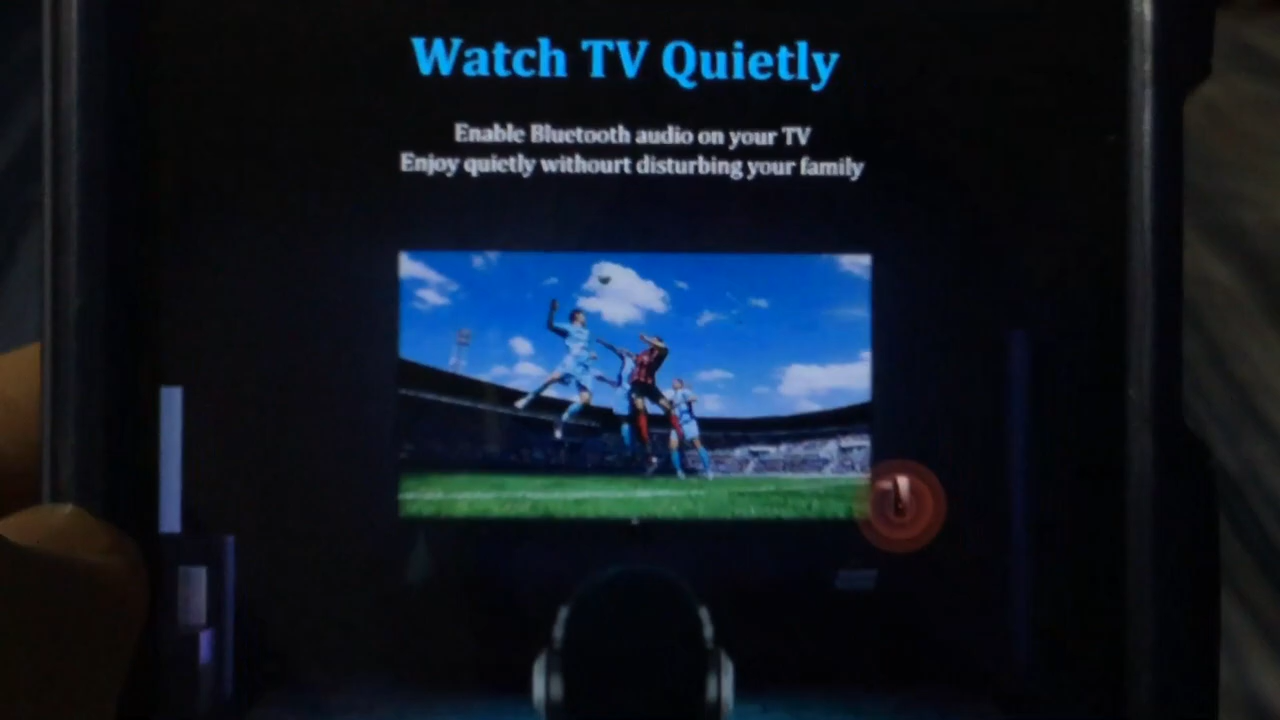 Watch TV Quietly
Enable Bluetooth audio on your TV
Enjoy quietly withourt disturbing your family